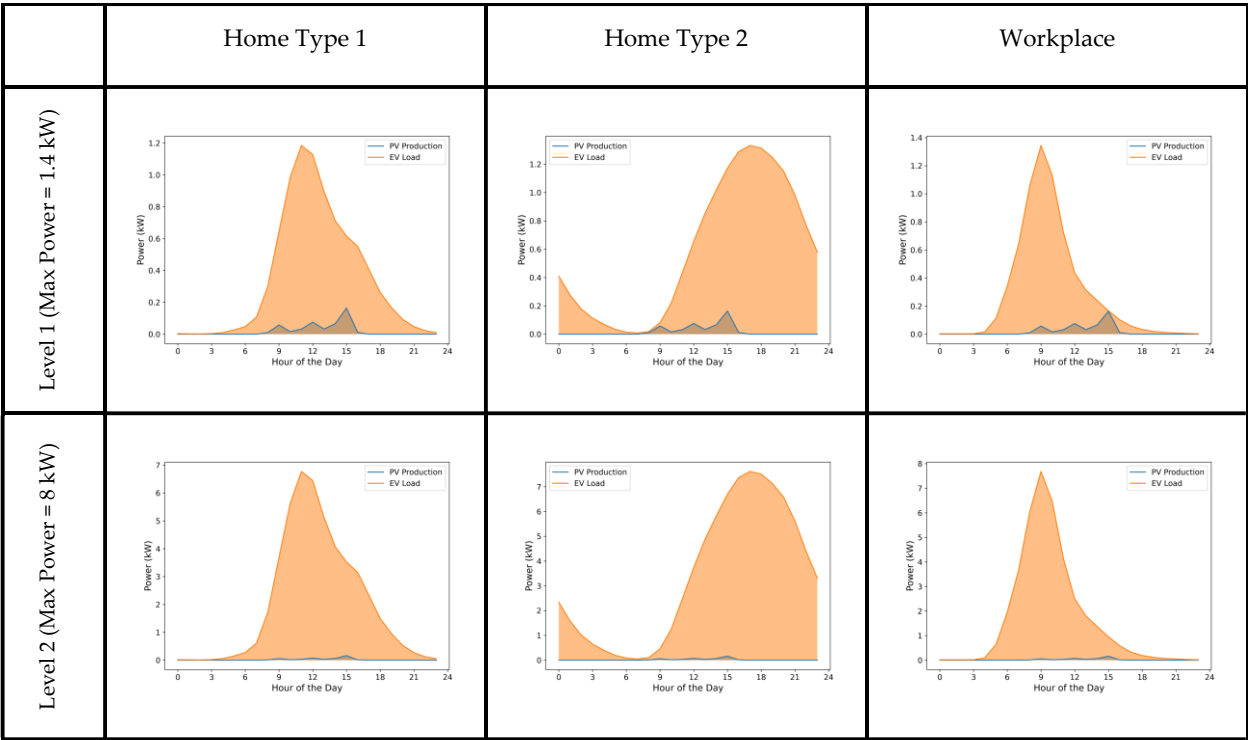 Home Type 1
Home Type 2
Workplace
Level 1 (Max Power = 1.4 kW)
PV Production
EV Load
1.2
1.0
0.8
0.6
0.4
0.2
0.0
Power (kW)
0 3 6 9 12 15 18 21 24
Hour of the Day
PV Production
EV Load
1.2
1.0
0.8
0.6
0.4
0.2
0.0
Power (kW)
0 3 6 9 12 15 18 21 24
Hour of the Day
PV Production
EV Load
1.4
1.2
1.0
0.8
0.6
0.4
0.2
0.0
Power (kW)
0 3 6 9 12 15 18 21 24
Hour of the Day
Level 2 (Max Power = 8 kW)
PV Production
EV Load
7
6
5
4
3
2
1
0
Power (kW)
0 3 6 9 12 15 18 21 24
Hour of the Day
PV Production
EV Load
7
6
5
4
3
2
1
0
Power (kW)
0 3 6 9 12 15 18 21 24
Hour of the Day
PV Production
EV Load
8
7
6
5
4
3
2
1
0
Power (kW)
0 3 6 9 12 15 18 21 24
Hour of the Day